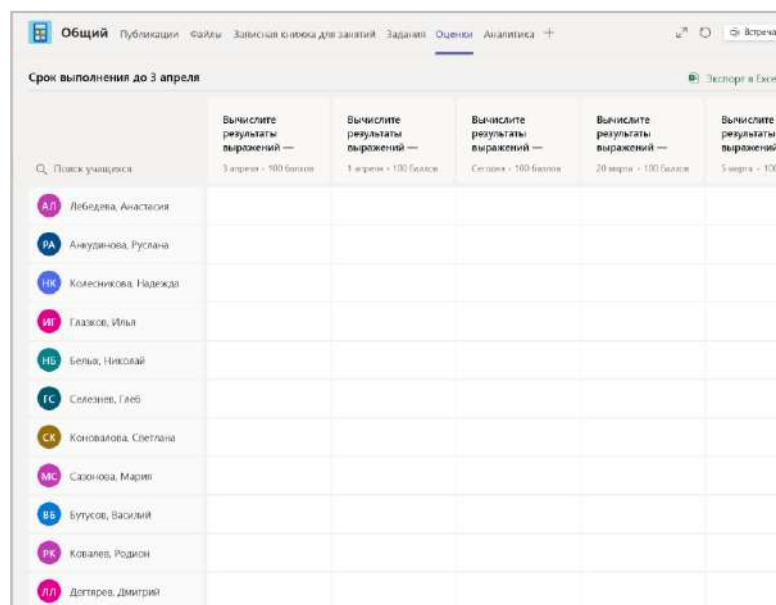 Общий Публикации Файлы Записная книжка для занятий Задания Оценки Аналитика + Встреча
Срок выполнения до 3 апреля Экспорт в Exce
Вычислите результаты выражений —
3 апреля • 100 баллов
Вычислите результаты выражений —
1 апреля • 100 баллов
Вычислите результаты выражений —
Сегодня • 100 баллов
Вычислите результаты выражений —
20 марта • 100 баллов
Вычислите результаты выражений
5 марта • 100
Поиск учащихся
АЛ Лебедева, Анастасия
РА Анкудинова, Руслана
НК Колесникова, Надежда
ИГ Глазков, Илья
НБ Белых, Николай
ГС Селезнев, Глеб
СК Коновалова, Светлана
МС Сазонова, Мария
ВБ Бутусов, Василий
РК Ковалев, Родион
Дегтярев, Дмитрий